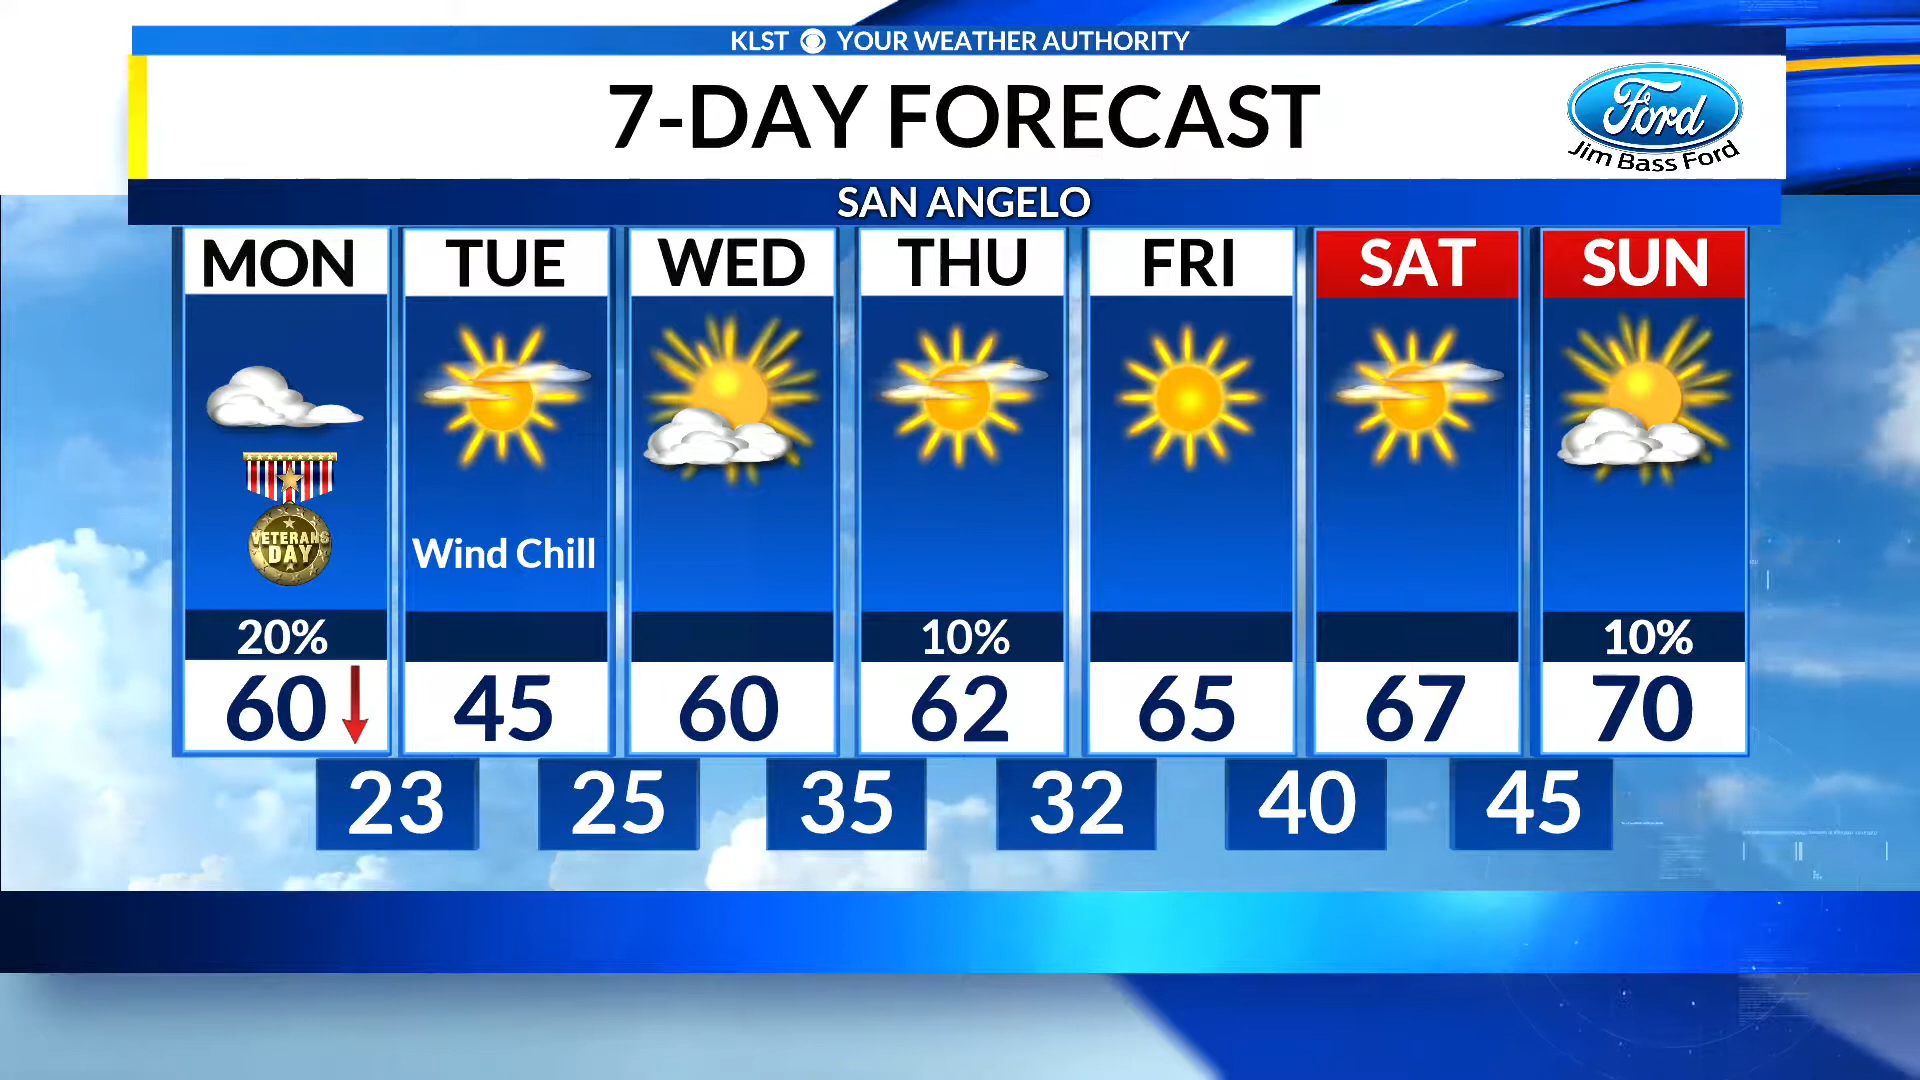 KLST YOUR WEATHER AUTHORITY
7-DAY FORECAST
Ford
Jim Bass Ford
SAN ANGELO
MON TUE WED THU FRI SAT SUN
VETERANS
DAY
Wind Chill
20% 10% 10%
60 45 60 62 65 67 70
23 25 35 32 40 45